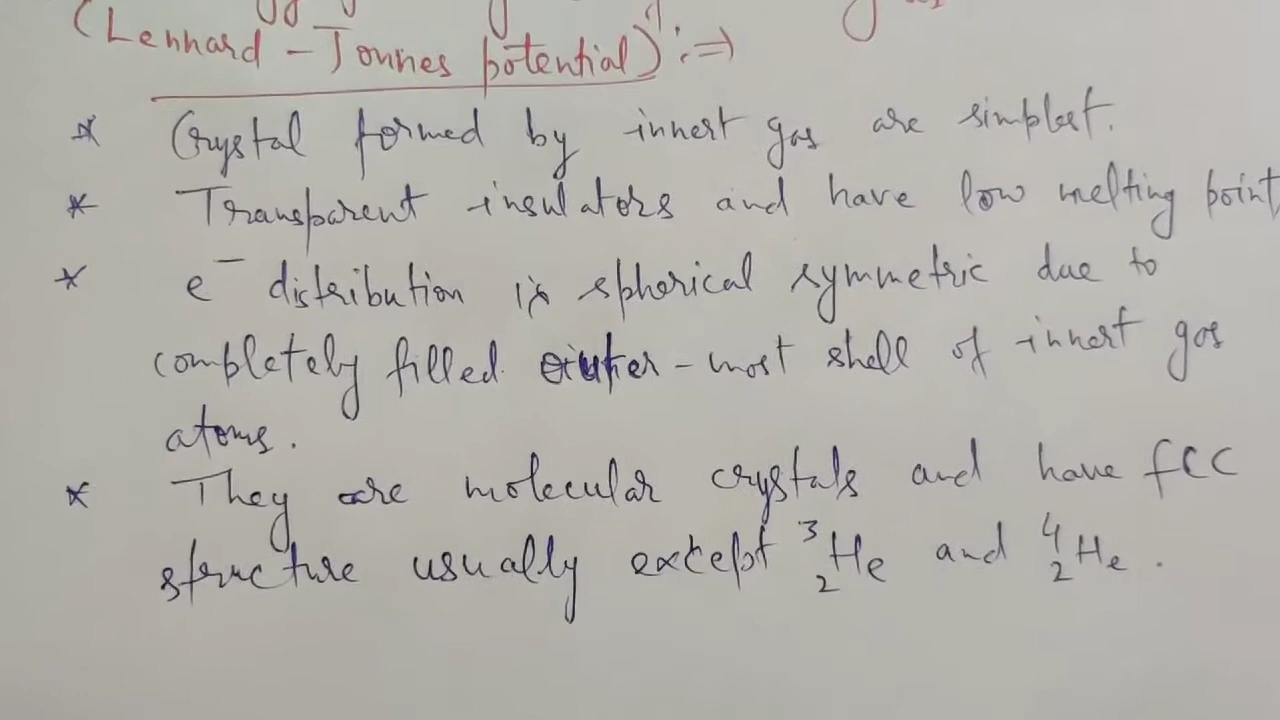 (Lennard - Jonnes potential) :⇒
* Crystal formed by innert gas are simplest.
* Transparent insulators and have low melting point
* e⁻ distribution is spherical symmetric due to
completely filled outer-most shell of innert gas
atoms.
* They are molecular crystals and have fCC
structure usually except ³₂He and ⁴₂He.